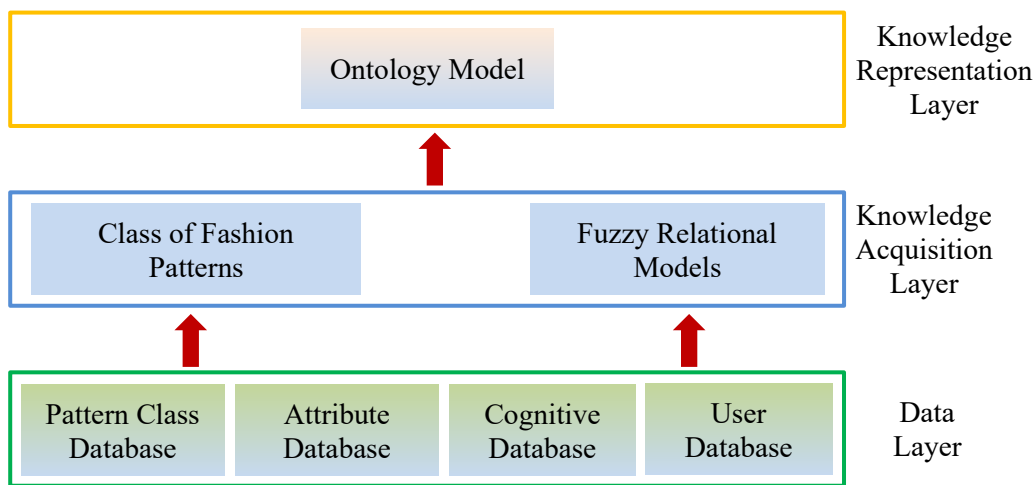 Ontology Model
Knowledge
Representation
Layer
Class of Fashion
Patterns
Fuzzy Relational
Models
Knowledge
Acquisition
Layer
Pattern Class
Database
Attribute
Database
Cognitive
Database
User
Database
Data
Layer